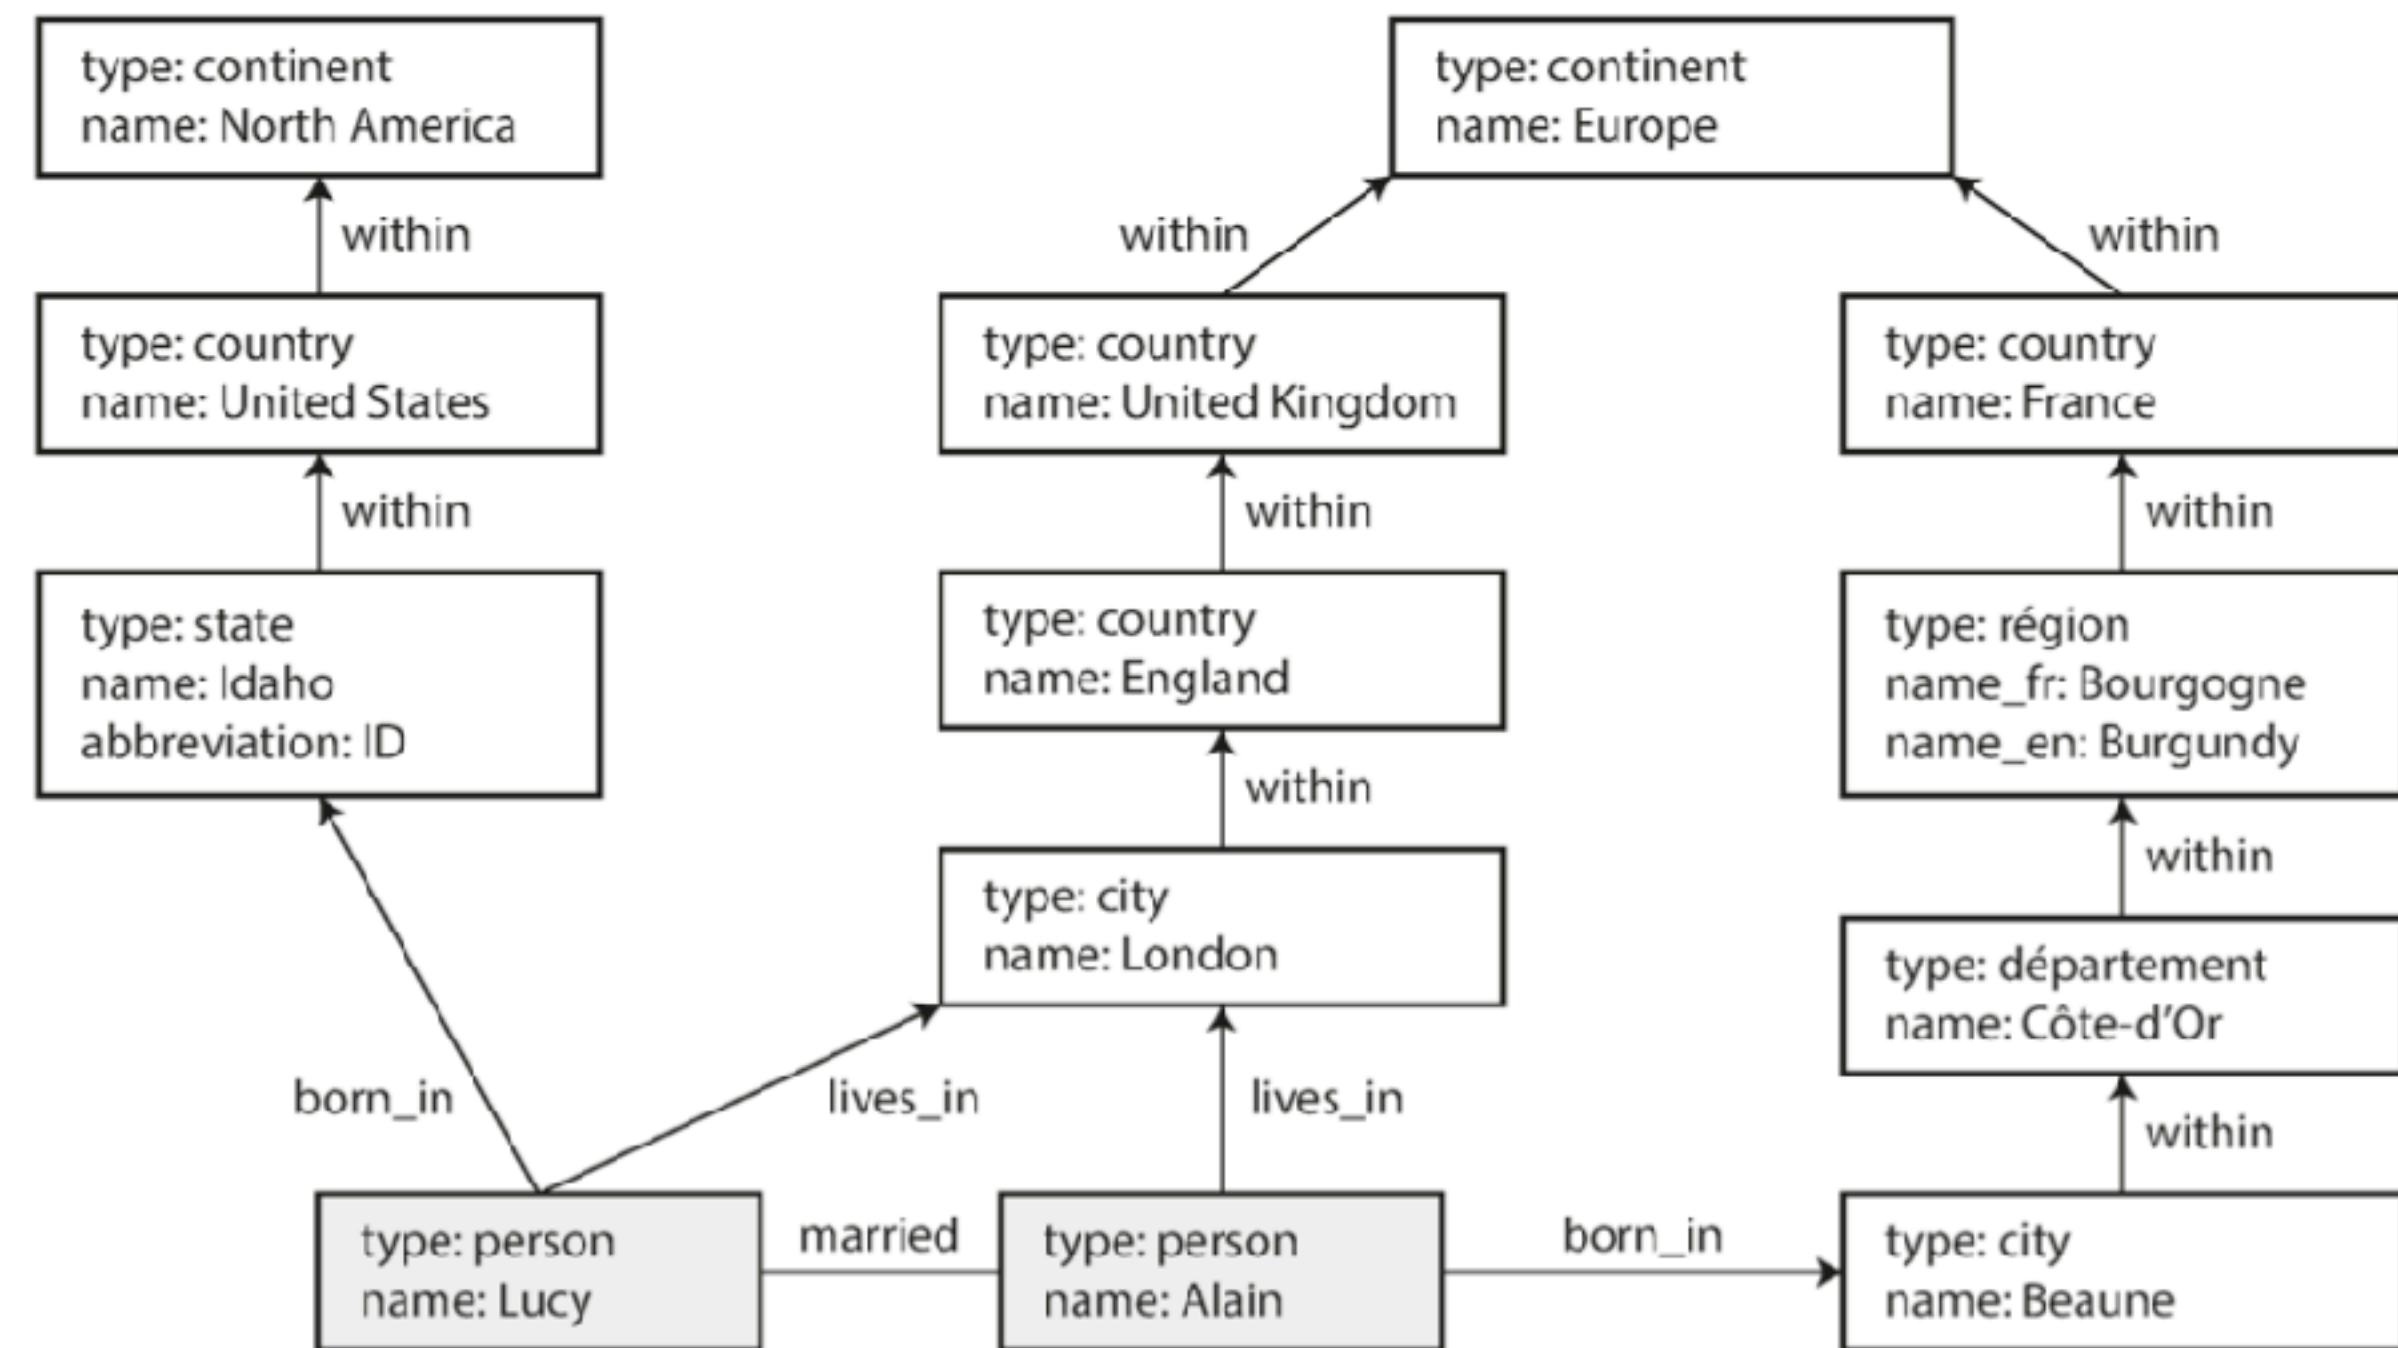 type: continent
name: North America
type: continent
name: Europe
within
within
within
type: country
name: United States
type: country
name: United Kingdom
type: country
name: France
within
within
within
type: state
name: Idaho
abbreviation: ID
type: country
name: England
type: région
name_fr: Bourgogne
name_en: Burgundy
within
within
type: city
name: London
type: département
name: Côte-d’Or
born_in
lives_in
lives_in
within
type: person
name: Lucy
married
type: person
name: Alain
born_in
type: city
name: Beaune